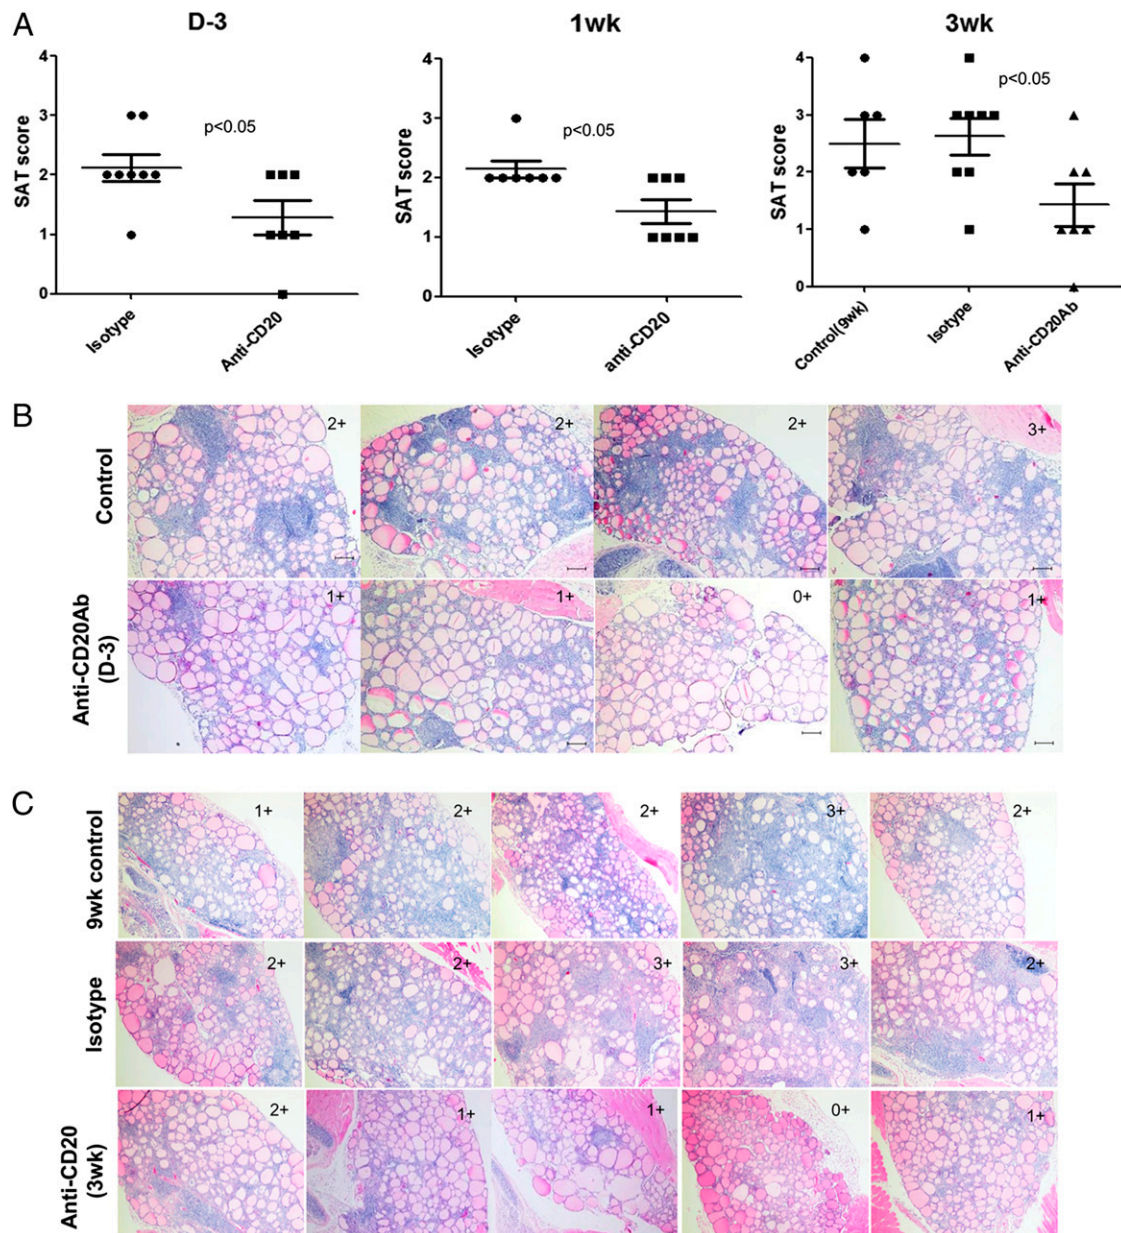 A
D-3
1wk
3wk
SAT score
4
3
2
1
0
p<0.05
Isotype
Anti-CD20
SAT score
4
3
2
1
0
p<0.05
Isotype
anti-CD20
SAT score
4
3
2
1
0
p<0.05
Control(9wk)
Isotype
Anti-CD20Ab
B
Control
2+ 2+ 2+ 3+
Anti-CD20Ab
(D-3)
1+ 1+ 0+ 1+
C
9wk control
1+ 2+ 2+ 3+ 2+
Isotype
2+ 2+ 3+ 3+ 2+
Anti-CD20
(3wk)
2+ 1+ 1+ 0+ 1+